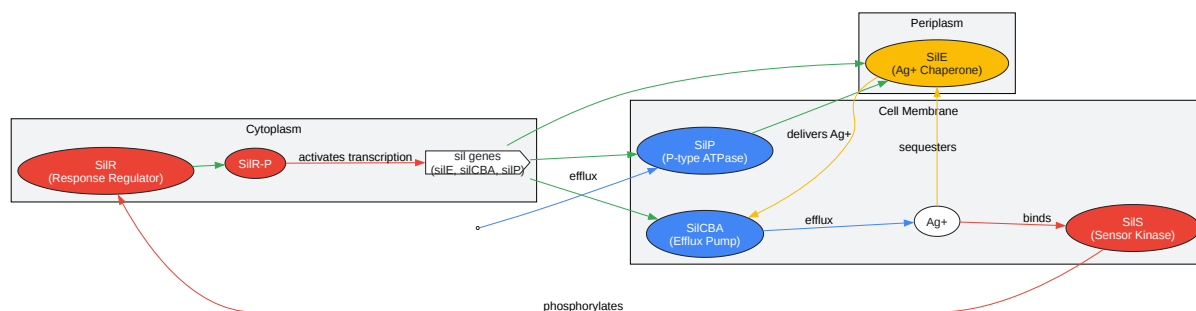 Periplasm
SilE
(Ag+ Chaperone)
Cell Membrane
Cytoplasm
delivers Ag+
SilP
(P-type ATPase)
sequesters
sil genes
(silE, silCBA, silP)
activates transcription
SilR-P
SilR
(Response Regulator)
efflux
SilCBA
(Efflux Pump)
efflux
Ag+
binds
SilS
(Sensor Kinase)
phosphorylates